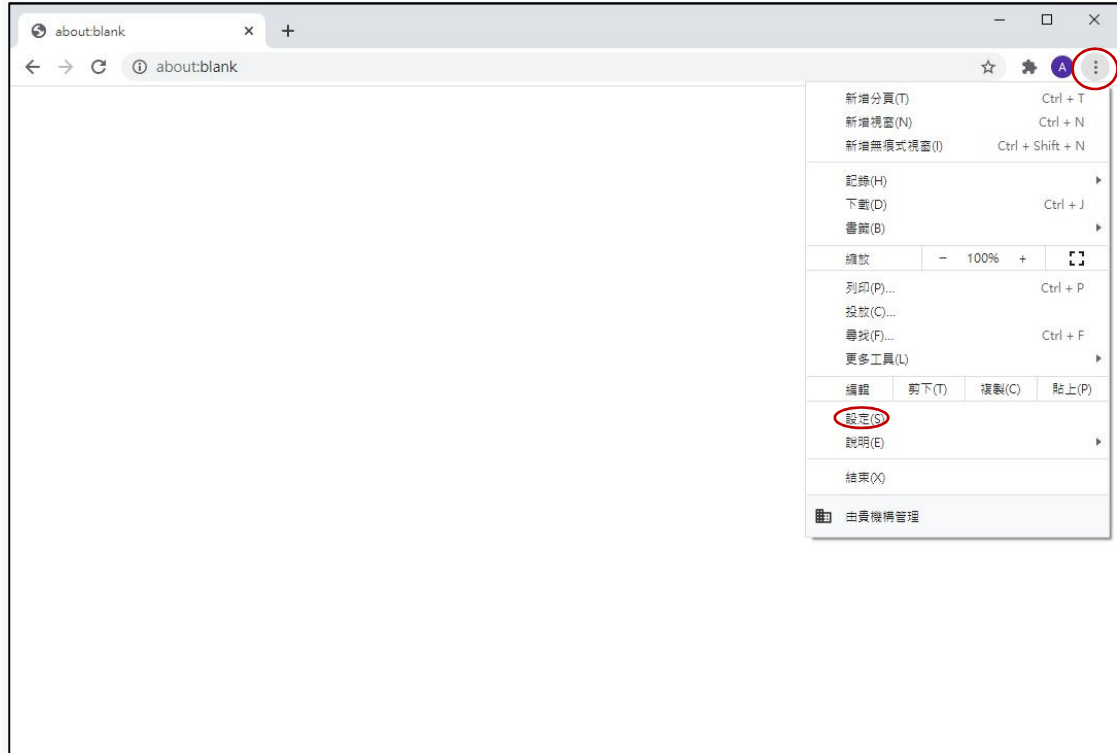 about:blank
about:blank
A
新增分頁(T) Ctrl + T
新增視窗(N) Ctrl + N
新增無痕式視窗(I) Ctrl + Shift + N
記錄(H)
下載(D) Ctrl + J
書籤(B)
縮放 - 100% +
列印(P)... Ctrl + P
投放(C)...
尋找(F)... Ctrl + F
更多工具(L)
編輯 剪下(T) 複製(C) 貼上(P)
設定(S)
說明(E)
結束(X)
由貴機構管理